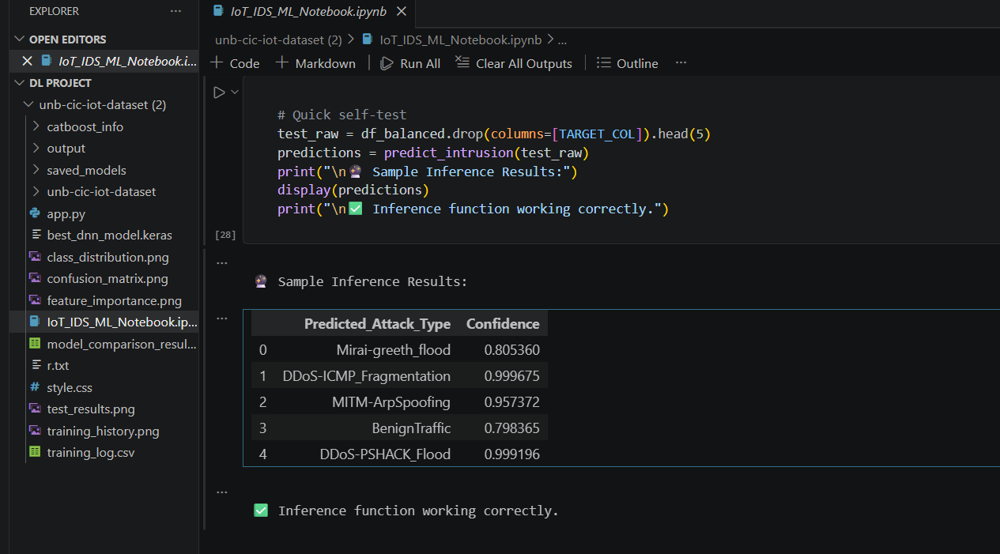 EXPLORER ...
OPEN EDITORS
IoT_IDS_ML_Notebook.i...
DL PROJECT
unb-cic-iot-dataset (2)
catboost_info
output
saved_models
unb-cic-iot-dataset
app.py
best_dnn_model.keras
class_distribution.png
confusion_matrix.png
feature_importance.png
IoT_IDS_ML_Notebook.ip...
model_comparison_resul...
r.txt
style.css
test_results.png
training_history.png
training_log.csv
IoT_IDS_ML_Notebook.ipynb
unb-cic-iot-dataset (2) > IoT_IDS_ML_Notebook.ipynb > ...
+ Code + Markdown | Run All Clear All Outputs | Outline ...
# Quick self-test
test_raw = df_balanced.drop(columns=[TARGET_COL]).head(5)
predictions = predict_intrusion(test_raw)
print("\n🔮 Sample Inference Results:")
display(predictions)
print("\n✅ Inference function working correctly.")
[28]
...
🔮 Sample Inference Results:
...
Predicted_Attack_Type Confidence
0 Mirai-greeth_flood 0.805360
1 DDoS-ICMP_Fragmentation 0.999675
2 MITM-ArpSpoofing 0.957372
3 BenignTraffic 0.798365
4 DDoS-PSHACK_Flood 0.999196
...
✅ Inference function working correctly.